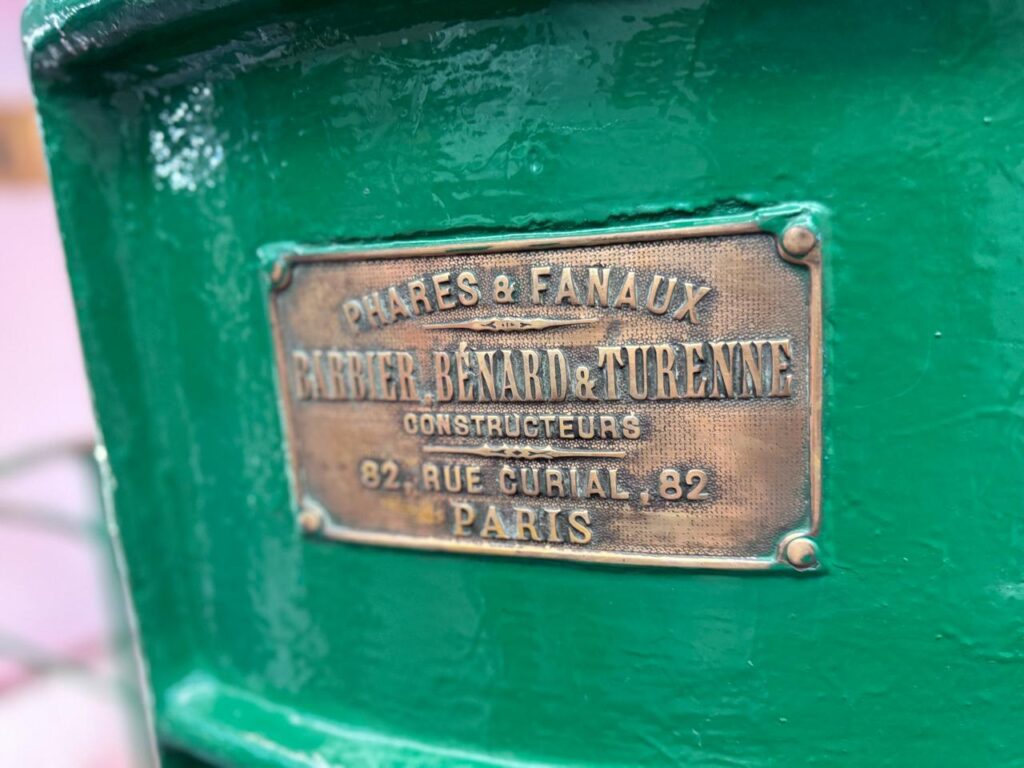 PHARES & FANAUX
BARBIER, BÉNARD & TURENNE
CONSTRUCTEURS
82, RUE CURIAL, 82
PARIS